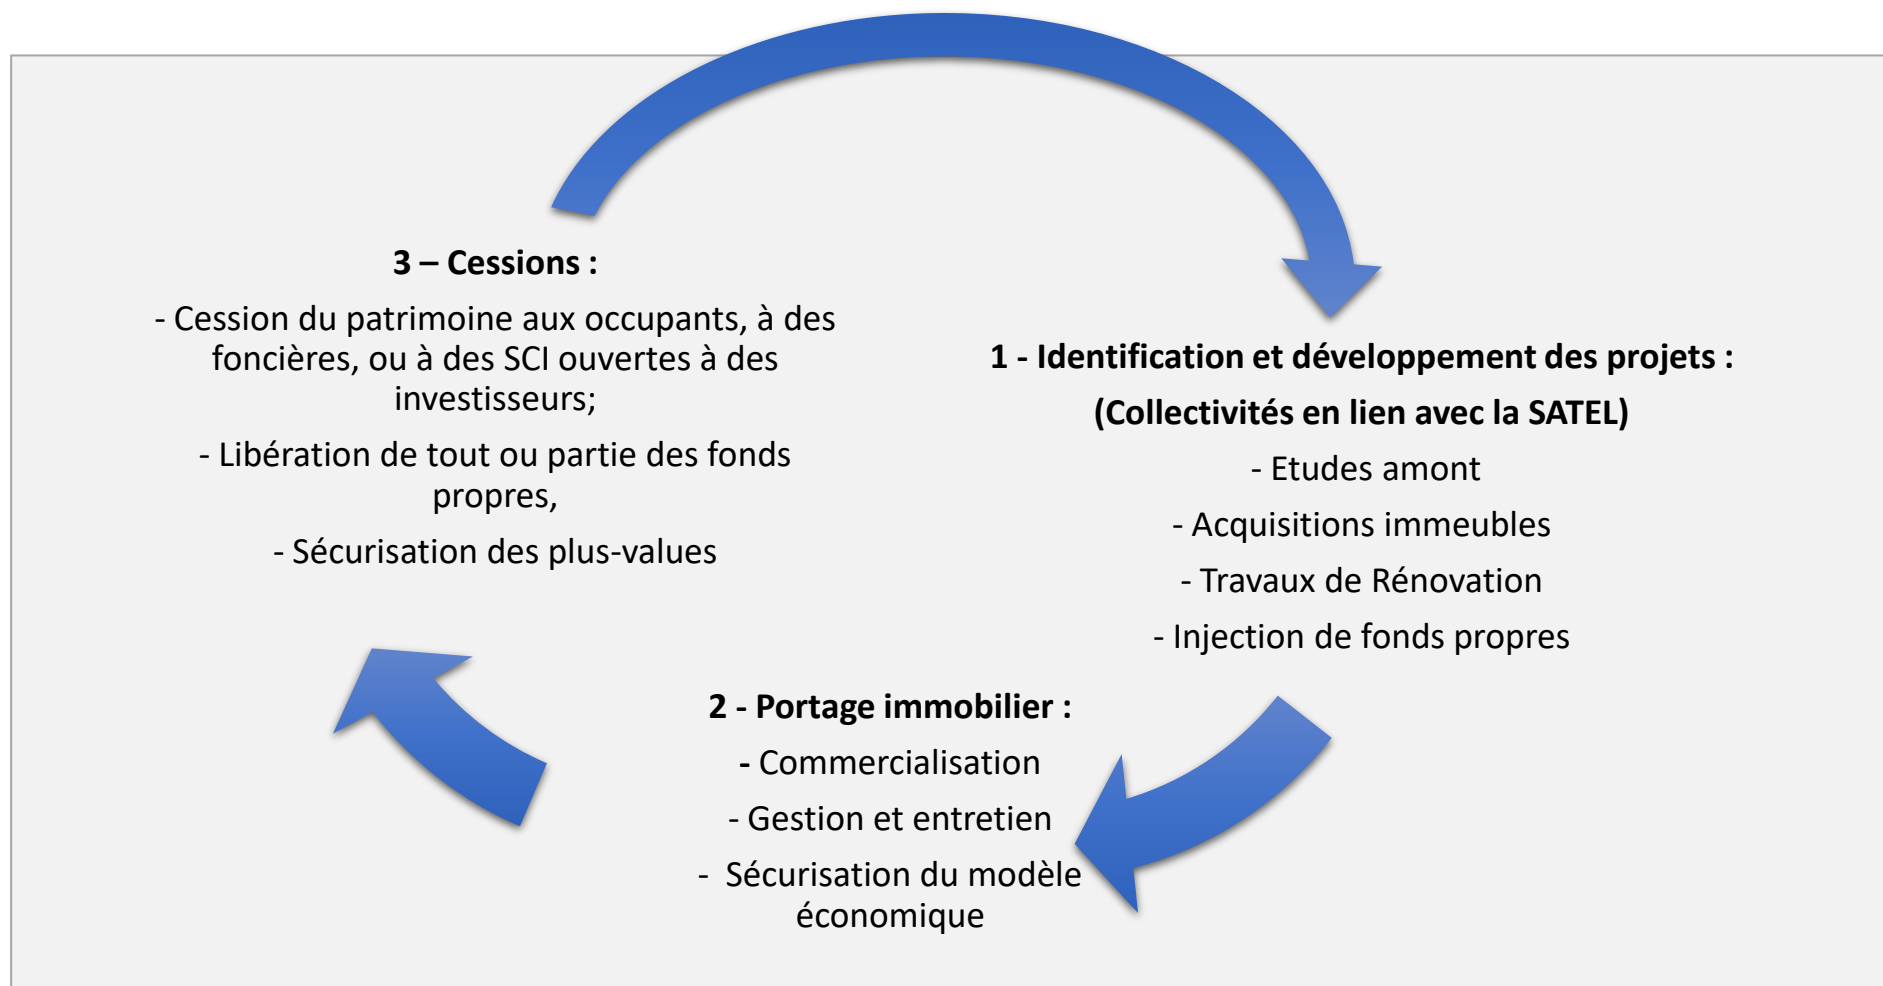 3 – Cessions :
- Cession du patrimoine aux occupants, à des
foncières, ou à des SCI ouvertes à des
investisseurs;
- Libération de tout ou partie des fonds
propres,
- Sécurisation des plus-values
1 - Identification et développement des projets :
(Collectivités en lien avec la SATEL)
- Etudes amont
- Acquisitions immeubles
- Travaux de Rénovation
- Injection de fonds propres
2 - Portage immobilier :
- Commercialisation
- Gestion et entretien
- Sécurisation du modèle
économique